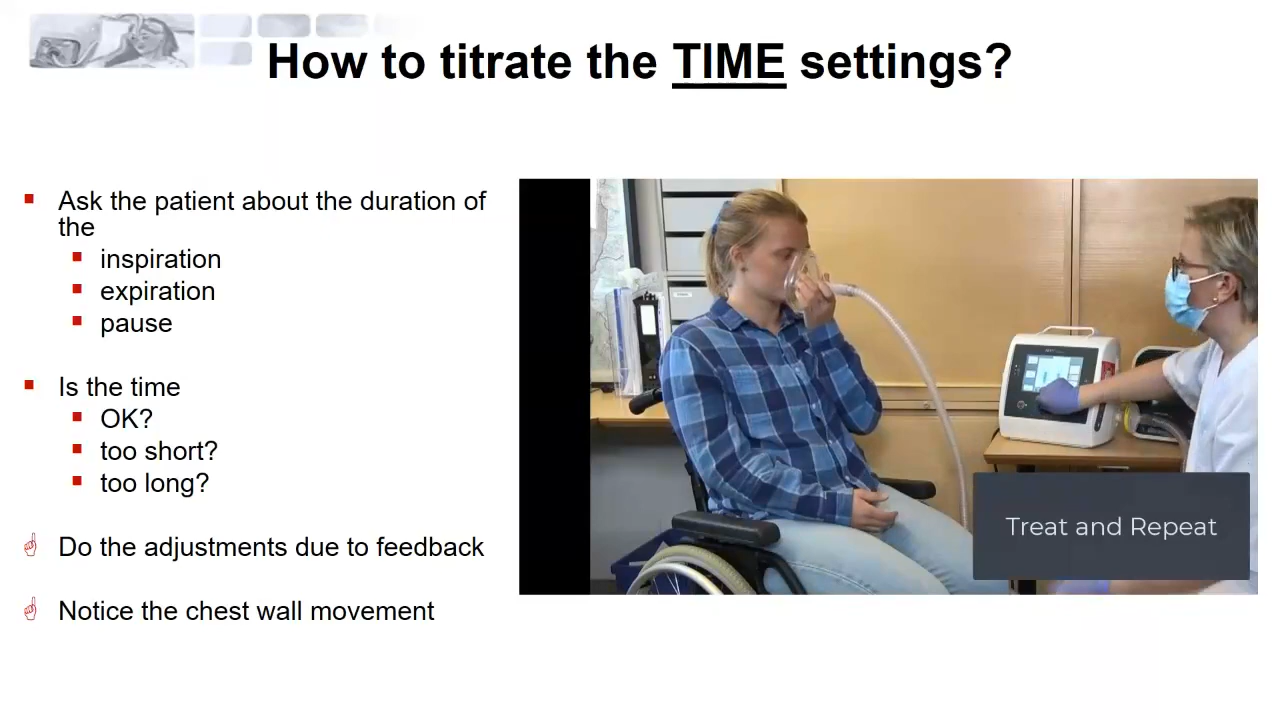 How to titrate the TIME settings?
Ask the patient about the duration of
the
inspiration
expiration
pause
Is the time
OK?
too short?
too long?
Do the adjustments due to feedback
Notice the chest wall movement
Treat and Repeat